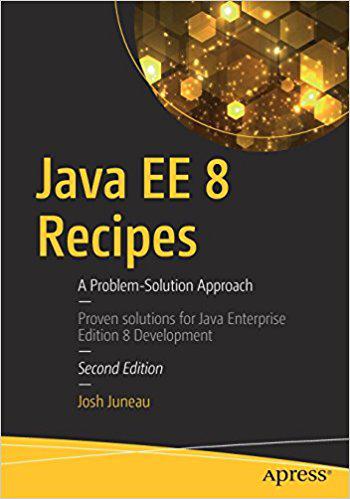 Java EE 8
Recipes
A Problem-Solution Approach
—
Proven solutions for Java Enterprise
Edition 8 Development
—
Second Edition
—
Josh Juneau
Apress®